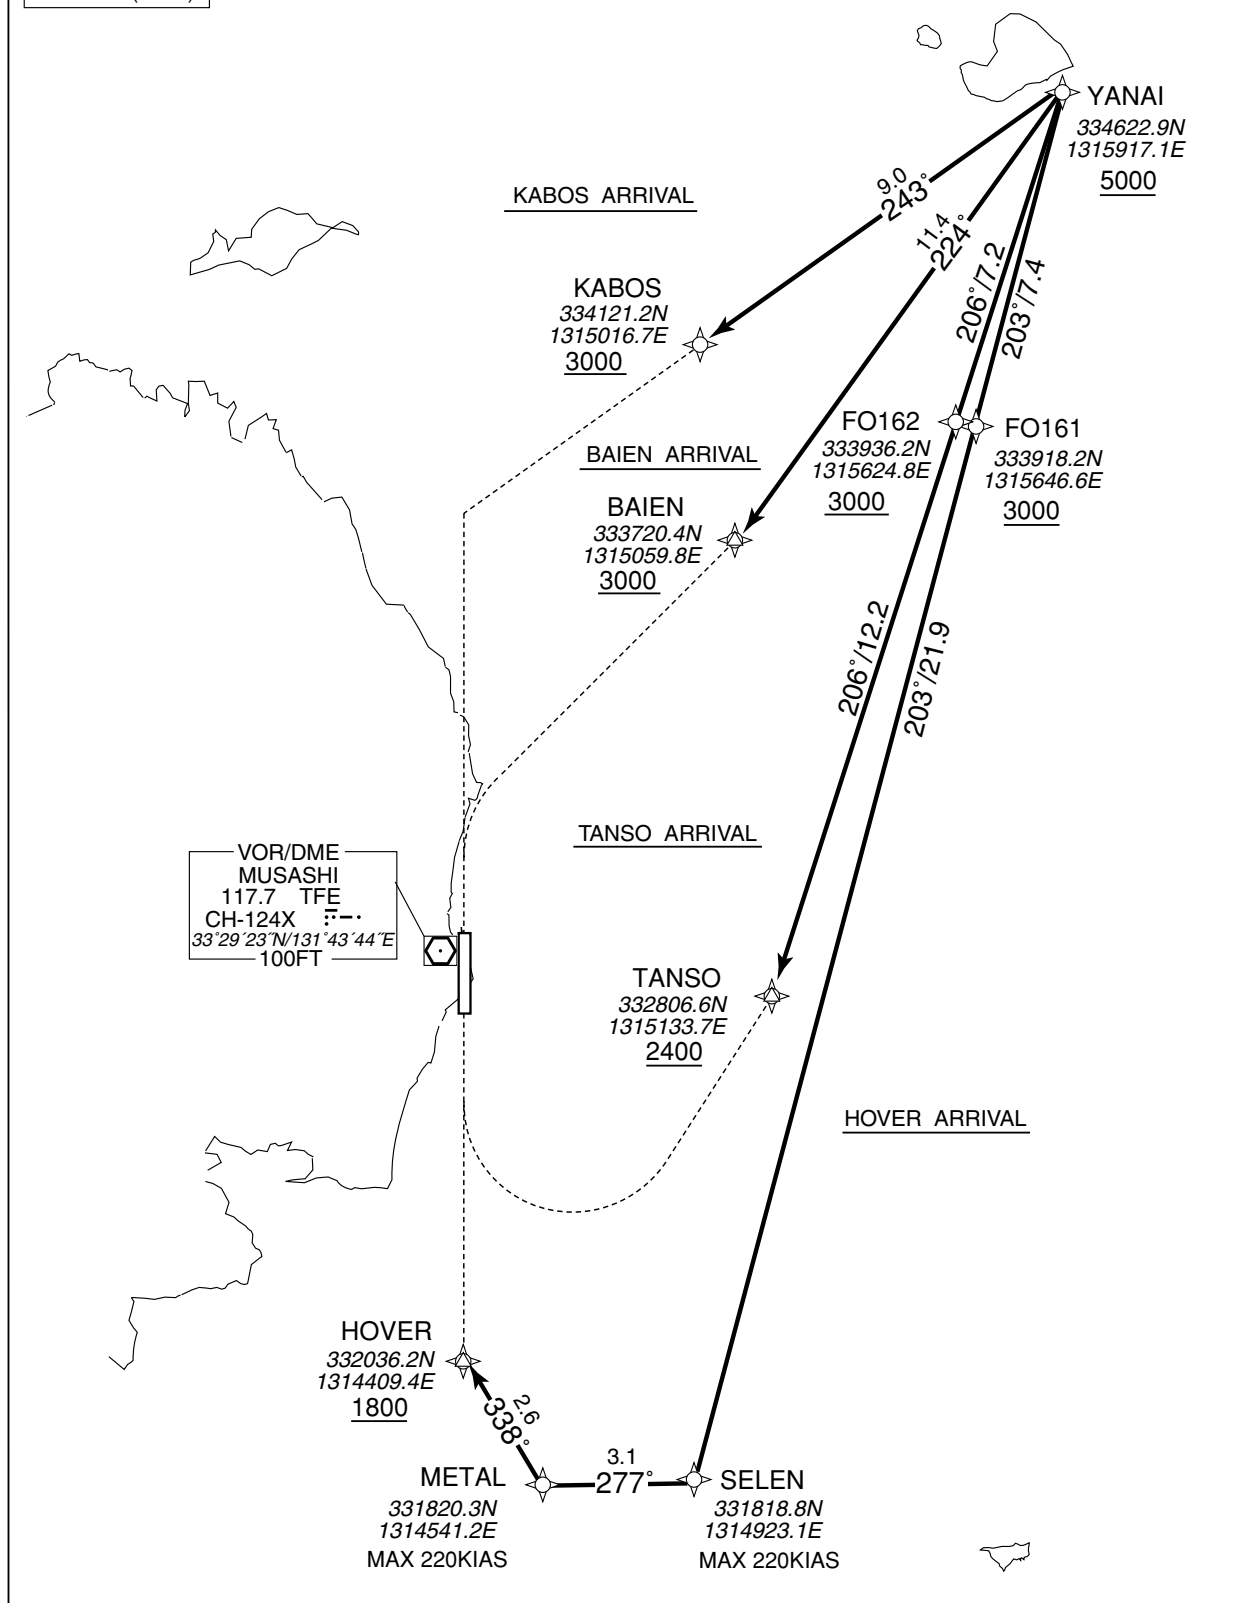 YANAI
334622.9N
1315917.1E
5000
KABOS ARRIVAL
9.0
243°
11.4
224°
206°/7.2
203°/7.4
KABOS
334121.2N
1315016.7E
3000
FO162
333936.2N
1315624.8E
3000
FO161
333918.2N
1315646.6E
3000
BAIEN ARRIVAL
BAIEN
333720.4N
1315059.8E
3000
206°/12.2
203°/21.9
TANSO ARRIVAL
VOR/DME
MUSASHI
117.7 TFE
CH-124X
33°29´23˝N/131°43´44˝E
100FT
TANSO
332806.6N
1315133.7E
2400
HOVER ARRIVAL
HOVER
332036.2N
1314409.4E
1800
2.6
338°
3.1
277°
METAL
331820.3N
1314541.2E
MAX 220KIAS
SELEN
331818.8N
1314923.1E
MAX 220KIAS